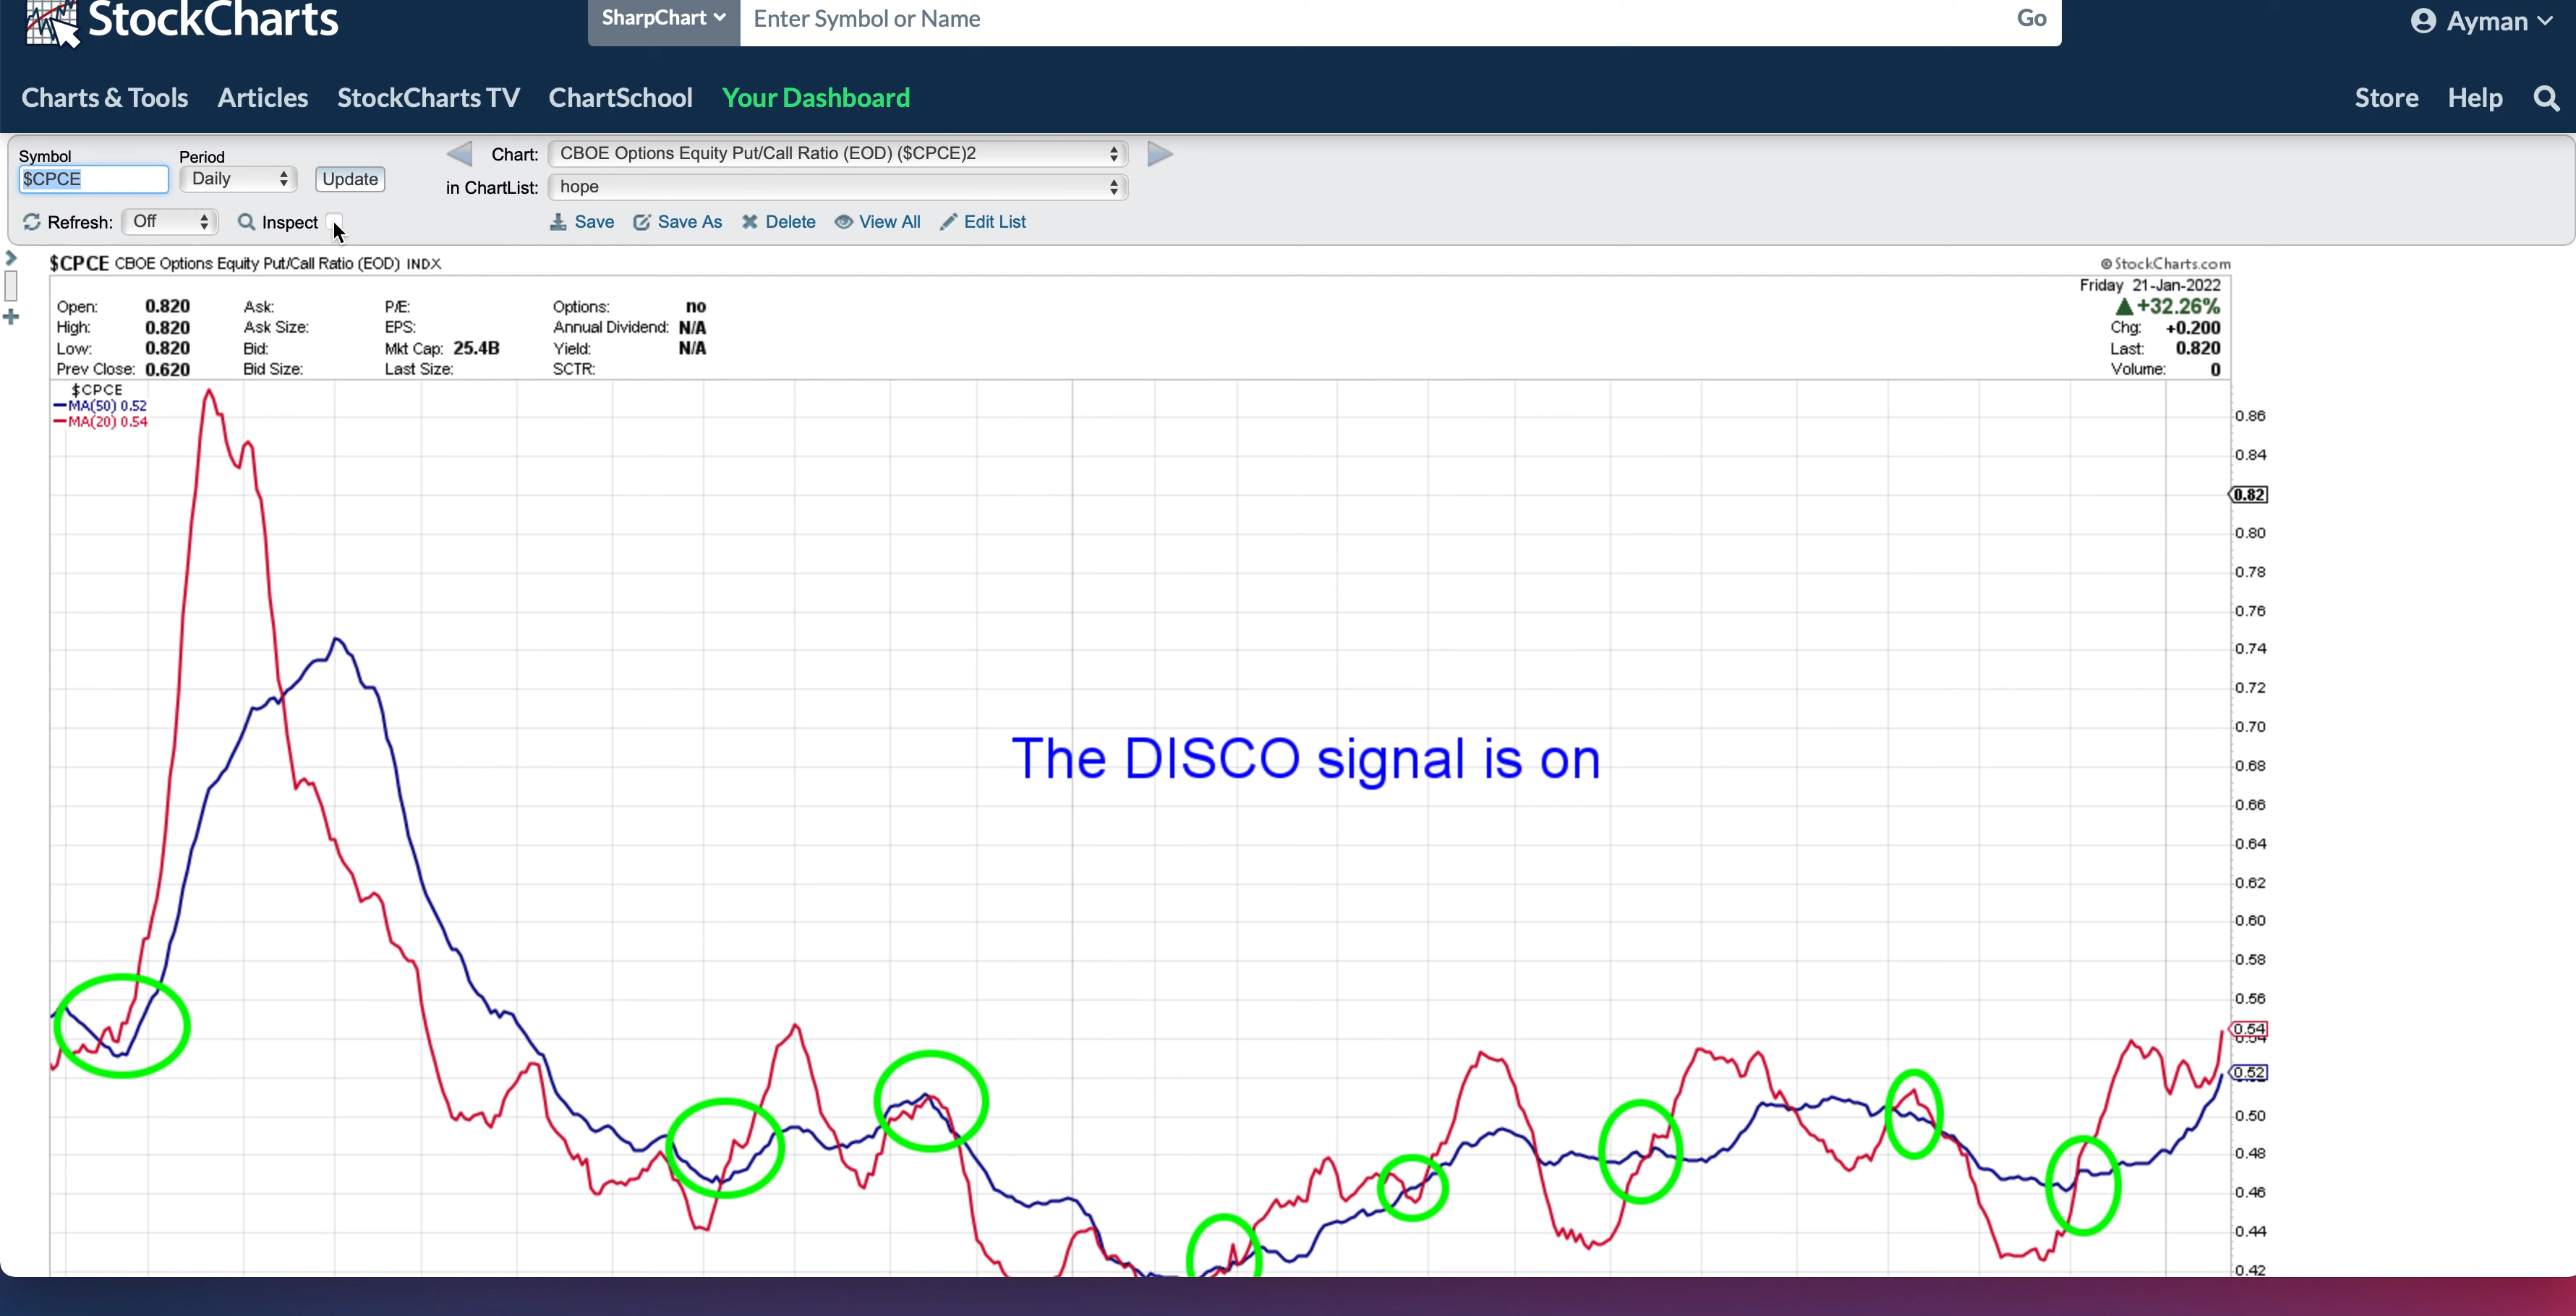 StockCharts
SharpChart
Enter Symbol or Name
Go
Ayman
Charts & Tools
Articles
StockCharts TV
ChartSchool
Your Dashboard
Store
Help
Symbol
Period
$CPCE
Daily
Update
Chart:
CBOE Options Equity Put/Call Ratio (EOD) ($CPCE)2
in ChartList:
hope
Refresh:
Off
Inspect
Save
Save As
Delete
View All
Edit List
$CPCE CBOE Options Equity Put/Call Ratio (EOD) INDX
© StockCharts.com
Friday 21-Jan-2022
Open: 0.820 Ask: P/E: Options: no
+32.26%
High: 0.820 Ask Size: EPS: Annual Dividend: N/A
Chg: +0.200
Low: 0.820 Bid: Mkt Cap: 25.4B Yield: N/A
Last: 0.820
Prev Close: 0.620 Bid Size: Last Size: SCTR:
Volume: 0
$CPCE
MA(50) 0.52
MA(20) 0.54
0.86
0.84
0.82
0.80
0.78
0.76
0.74
0.72
0.70
The DISCO signal is on
0.68
0.66
0.64
0.62
0.60
0.58
0.56
0.54
0.54
0.52
0.50
0.48
0.46
0.44
0.42